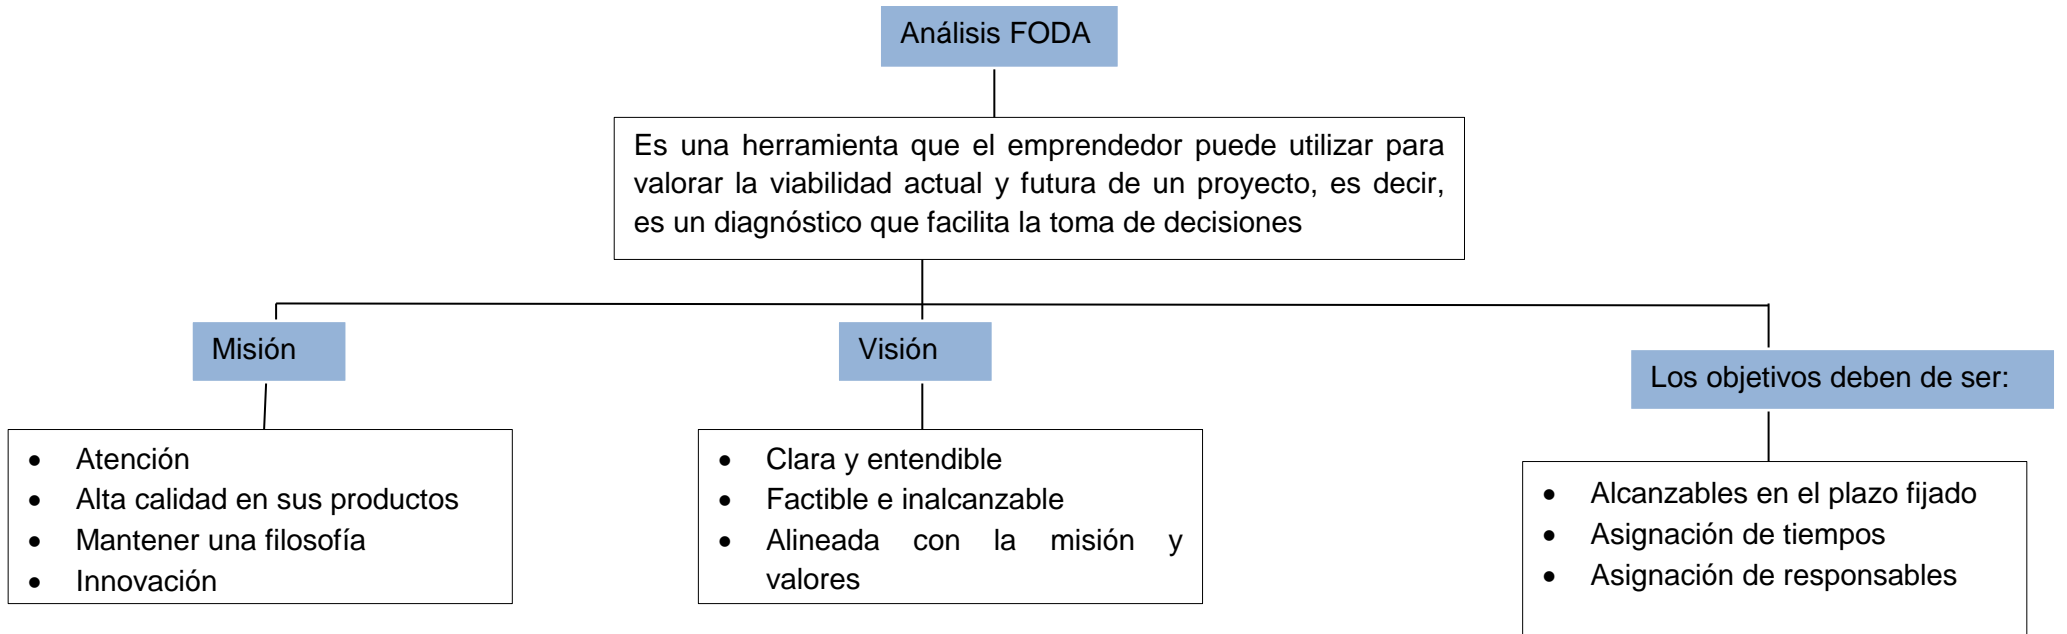 Análisis FODA
Es una herramienta que el emprendedor puede utilizar para
valorar la viabilidad actual y futura de un proyecto, es decir,
es un diagnóstico que facilita la toma de decisiones
Misión
Visión
Los objetivos deben de ser:
• Atención
• Alta calidad en sus productos
• Mantener una filosofía
• Innovación
• Clara y entendible
• Factible e inalcanzable
• Alineada con la misión y
valores
• Alcanzables en el plazo fijado
• Asignación de tiempos
• Asignación de responsables